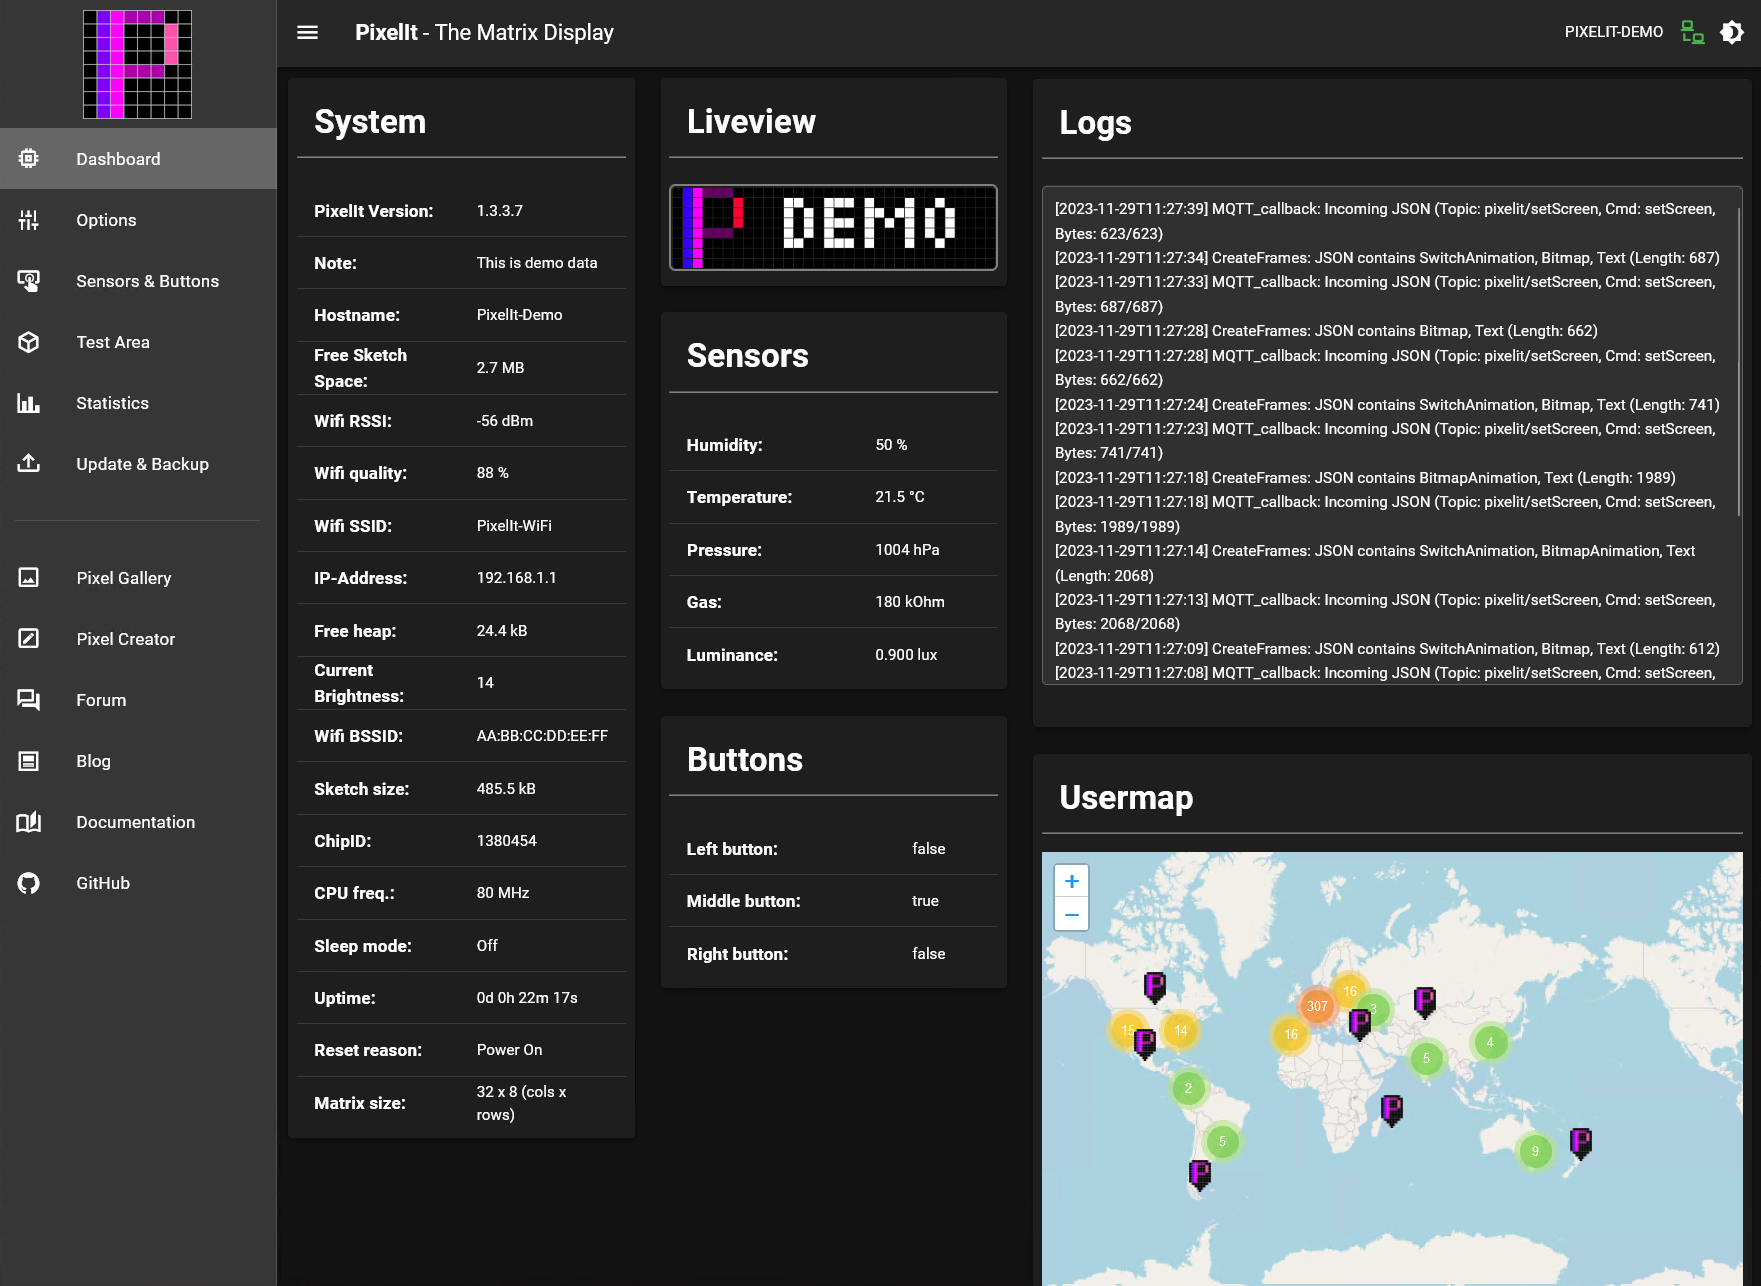 PixelIt - The Matrix Display
PIXELIT-DEMO
Dashboard
Options
Sensors & Buttons
Test Area
Statistics
Update & Backup
Pixel Gallery
Pixel Creator
Forum
Blog
Documentation
GitHub
System
PixelIt Version: 1.3.3.7
Note: This is demo data
Hostname: PixelIt-Demo
Free Sketch
Space: 2.7 MB
Wifi RSSI: -56 dBm
Wifi quality: 88 %
Wifi SSID: PixelIt-WiFi
IP-Address: 192.168.1.1
Free heap: 24.4 kB
Current
Brightness: 14
Wifi BSSID: AA:BB:CC:DD:EE:FF
Sketch size: 485.5 kB
ChipID: 1380454
CPU freq.: 80 MHz
Sleep mode: Off
Uptime: 0d 0h 22m 17s
Reset reason: Power On
Matrix size: 32 x 8 (cols x
rows)
Liveview
P DEMO
Sensors
Humidity: 50 %
Temperature: 21.5 °C
Pressure: 1004 hPa
Gas: 180 kOhm
Luminance: 0.900 lux
Buttons
Left button: false
Middle button: true
Right button: false
Logs
[2023-11-29T11:27:39] MQTT_callback: Incoming JSON (Topic: pixelit/setScreen, Cmd: setScreen,
Bytes: 623/623)
[2023-11-29T11:27:34] CreateFrames: JSON contains SwitchAnimation, Bitmap, Text (Length: 687)
[2023-11-29T11:27:33] MQTT_callback: Incoming JSON (Topic: pixelit/setScreen, Cmd: setScreen,
Bytes: 687/687)
[2023-11-29T11:27:28] CreateFrames: JSON contains Bitmap, Text (Length: 662)
[2023-11-29T11:27:28] MQTT_callback: Incoming JSON (Topic: pixelit/setScreen, Cmd: setScreen,
Bytes: 662/662)
[2023-11-29T11:27:24] CreateFrames: JSON contains SwitchAnimation, Bitmap, Text (Length: 741)
[2023-11-29T11:27:23] MQTT_callback: Incoming JSON (Topic: pixelit/setScreen, Cmd: setScreen,
Bytes: 741/741)
[2023-11-29T11:27:18] CreateFrames: JSON contains BitmapAnimation, Text (Length: 1989)
[2023-11-29T11:27:18] MQTT_callback: Incoming JSON (Topic: pixelit/setScreen, Cmd: setScreen,
Bytes: 1989/1989)
[2023-11-29T11:27:14] CreateFrames: JSON contains SwitchAnimation, BitmapAnimation, Text
(Length: 2068)
[2023-11-29T11:27:13] MQTT_callback: Incoming JSON (Topic: pixelit/setScreen, Cmd: setScreen,
Bytes: 2068/2068)
[2023-11-29T11:27:09] CreateFrames: JSON contains SwitchAnimation, Bitmap, Text (Length: 612)
[2023-11-29T11:27:08] MQTT_callback: Incoming JSON (Topic: pixelit/setScreen, Cmd: setScreen,
Usermap
+
−
16
307
3
15
14
16
4
5
2
5
9